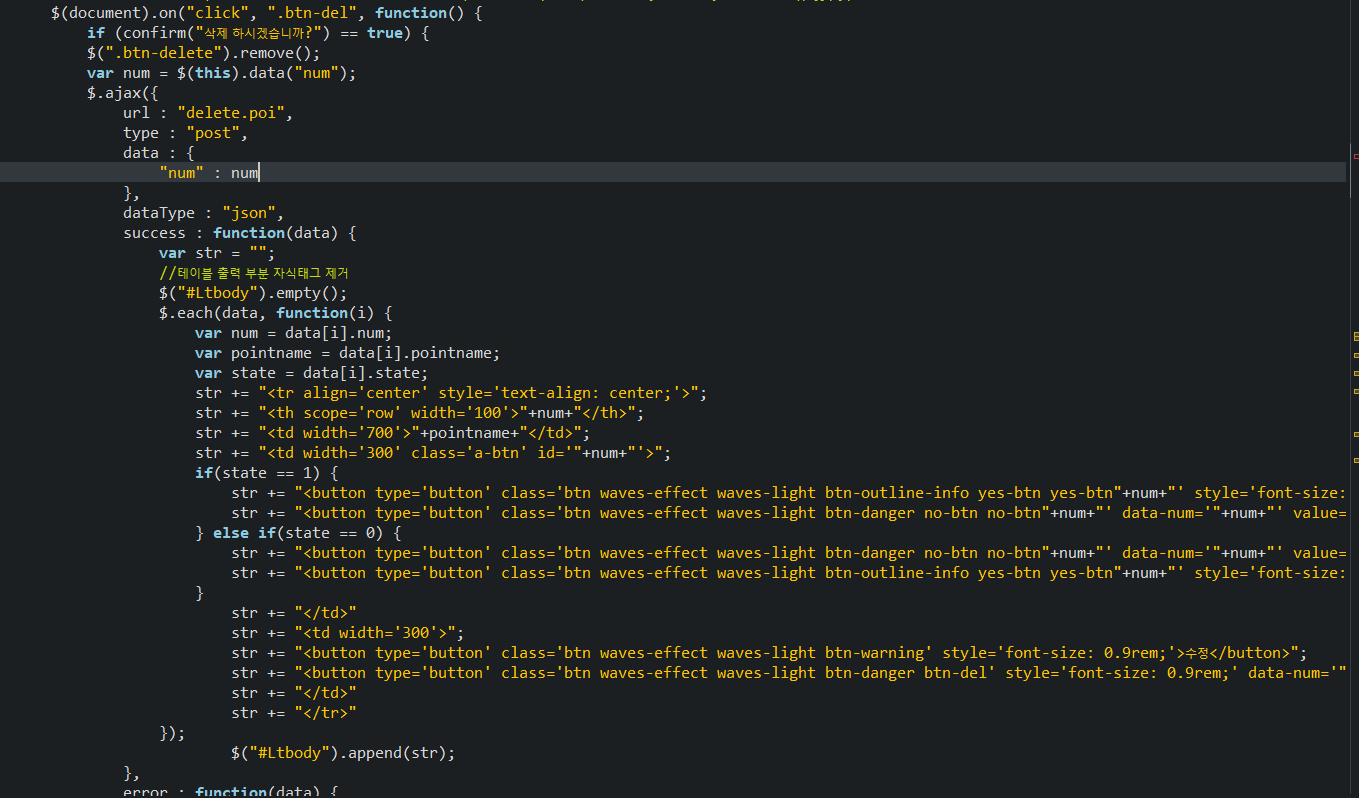 $(document).on("click", ".btn-del", function() {
if (confirm("삭제 하시겠습니까?") == true) {
$(".btn-delete").remove();
var num = $(this).data("num");
$.ajax({
url : "delete.poi",
type : "post",
data : {
"num" : num
},
dataType : "json",
success : function(data) {
var str = "";
//테이블 출력 부분 자식태그 제거
$("#Ltbody").empty();
$.each(data, function(i) {
var num = data[i].num;
var pointname = data[i].pointname;
var state = data[i].state;
str += "<tr align='center' style='text-align: center;'>";
str += "<th scope='row' width='100'>"+num+"</th>";
str += "<td width='700'>"+pointname+"</td>";
str += "<td width='300' class='a-btn' id='"+num+"'>";
if(state == 1) {
str += "<button type='button' class='btn waves-effect waves-light btn-outline-info yes-btn yes-btn"+num+"' style='font-size:
str += "<button type='button' class='btn waves-effect waves-light btn-danger no-btn no-btn"+num+"' data-num='"+num+"' value=
} else if(state == 0) {
str += "<button type='button' class='btn waves-effect waves-light btn-danger no-btn no-btn"+num+"' data-num='"+num+"' value=
str += "<button type='button' class='btn waves-effect waves-light btn-outline-info yes-btn yes-btn"+num+"' style='font-size:
}
str += "</td>"
str += "<td width='300'>";
str += "<button type='button' class='btn waves-effect waves-light btn-warning' style='font-size: 0.9rem;'>수정</button>";
str += "<button type='button' class='btn waves-effect waves-light btn-danger btn-del' style='font-size: 0.9rem;' data-num='"
str += "</td>"
str += "</tr>"
});
$("#Ltbody").append(str);
},
error : function(data) {